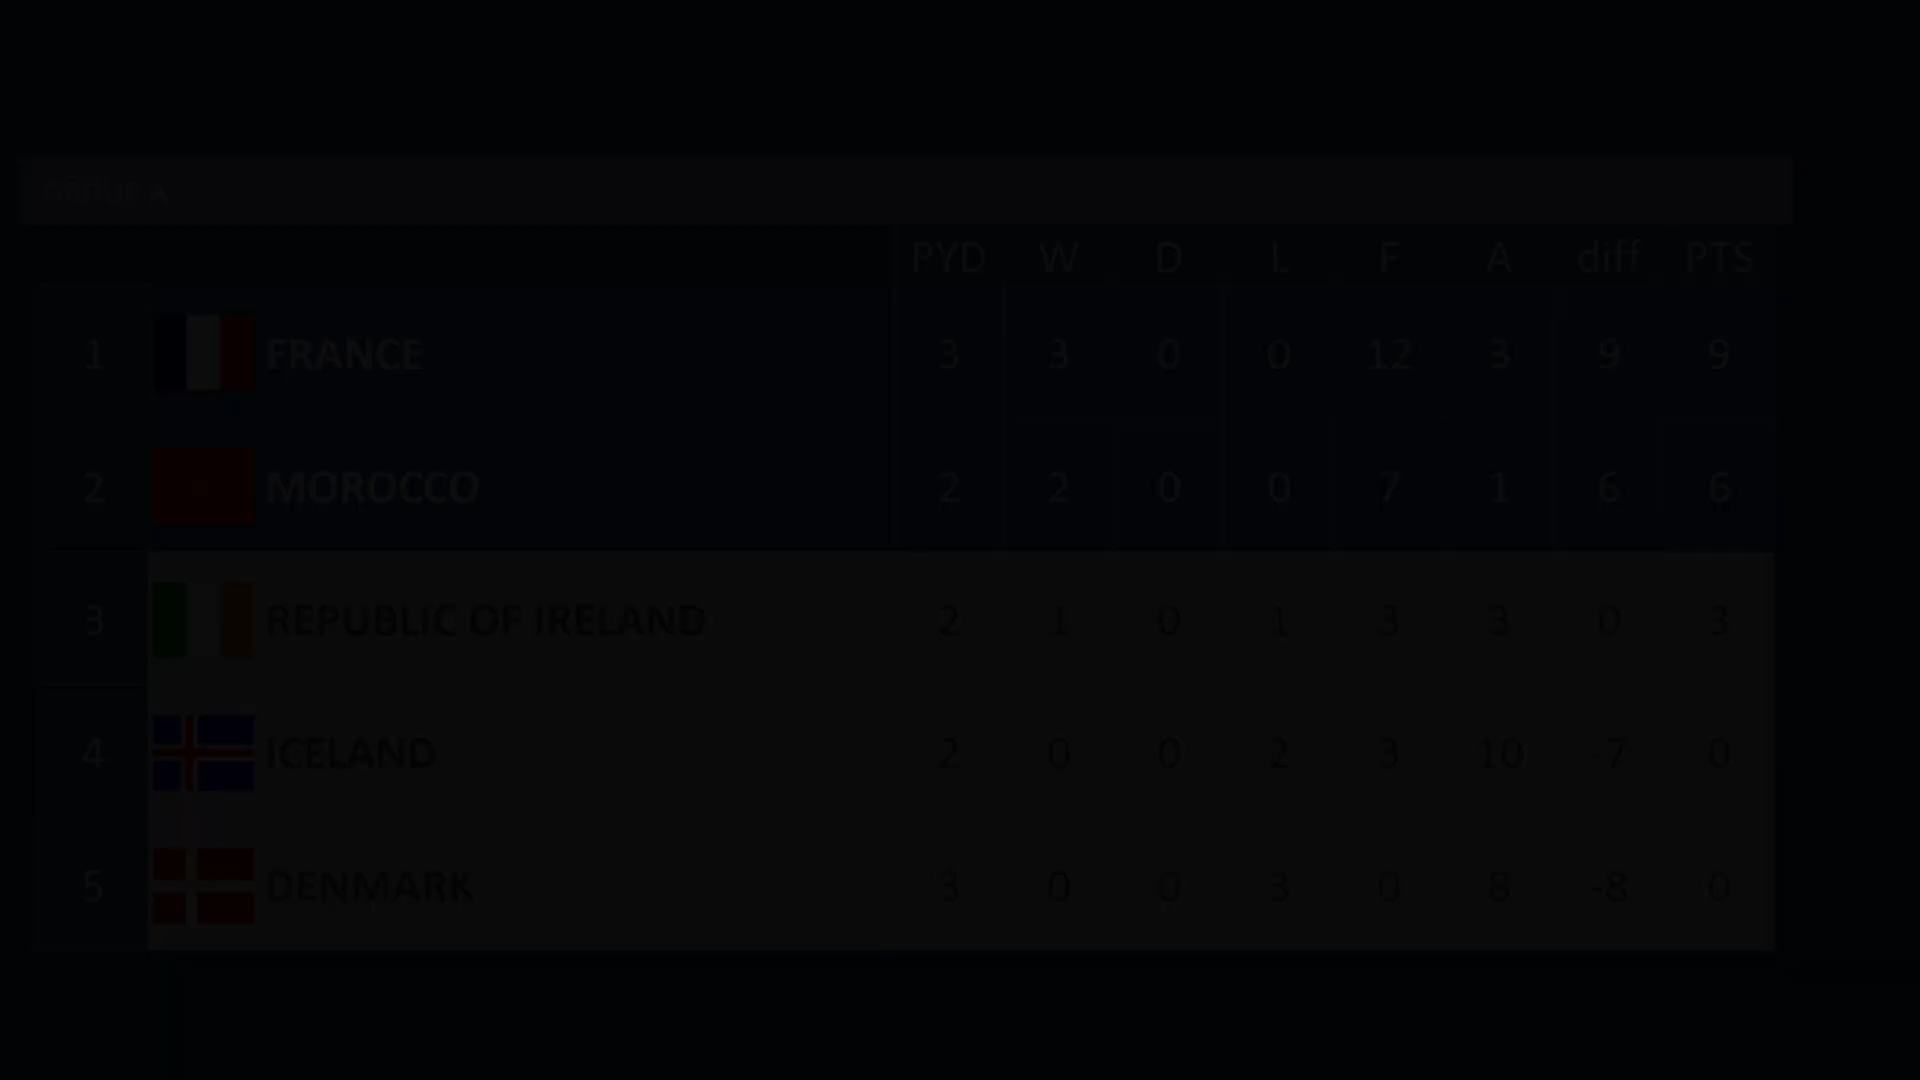 GROUP A
PYD W D L F A diff PTS
1 FRANCE 3 3 0 0 12 3 9 9
2 MOROCCO 2 2 0 0 7 1 6 6
3 REPUBLIC OF IRELAND 2 1 0 1 3 3 0 3
4 ICELAND 2 0 0 2 3 10 -7 0
5 DENMARK 3 0 0 3 0 8 -8 0